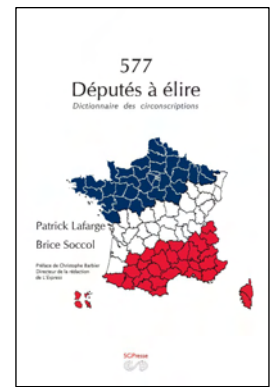 577
Députés à élire
Dictionnaire des circonscriptions
Patrick Lafarge
Brice Soccol
Préface de Christophe Barbier
Directeur de la rédaction
de L'Express
SGPresse